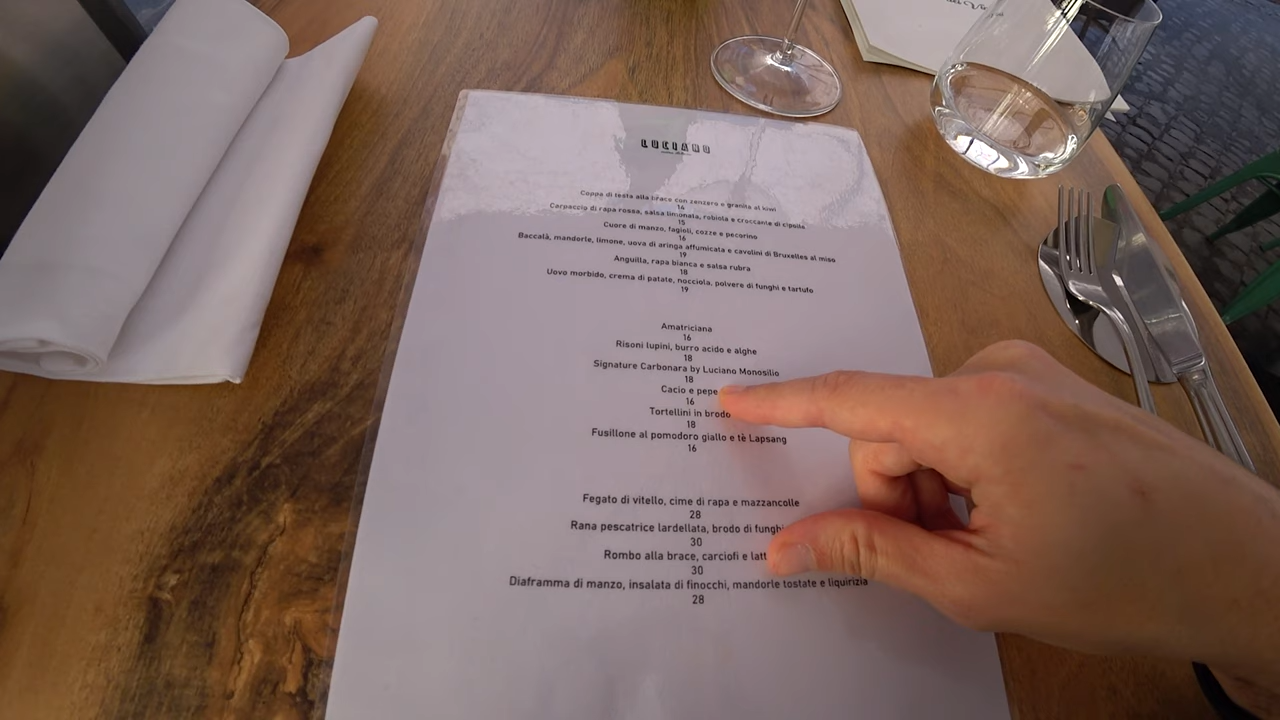 LUCIANO
Coppa di testa alla brace con zenzero e granita al kiwi
14
Carpaccio di rapa rossa, salsa limonata, robiola e croccante di cipolla
15
Cuore di manzo, fagioli, cozze e pecorino
16
Baccalà, mandorle, limone, uova di aringa affumicata e cavolini di Bruxelles al miso
19
Anguilla, rapa bianca e salsa rubra
18
Uovo morbido, crema di patate, nocciola, polvere di funghi e tartufo
19
Amatriciana
16
Risoni lupini, burro acido e alghe
18
Signature Carbonara by Luciano Monosilio
18
Cacio e pepe
16
Tortellini in brodo
18
Fusillone al pomodoro giallo e tè Lapsang
16
Fegato di vitello, cime di rapa e mazzancolle
28
Rana pescatrice lardellata, brodo di funghi
30
Rombo alla brace, carciofi e latt
30
Diaframma di manzo, insalata di finocchi, mandorle tostate e liquirizia
28